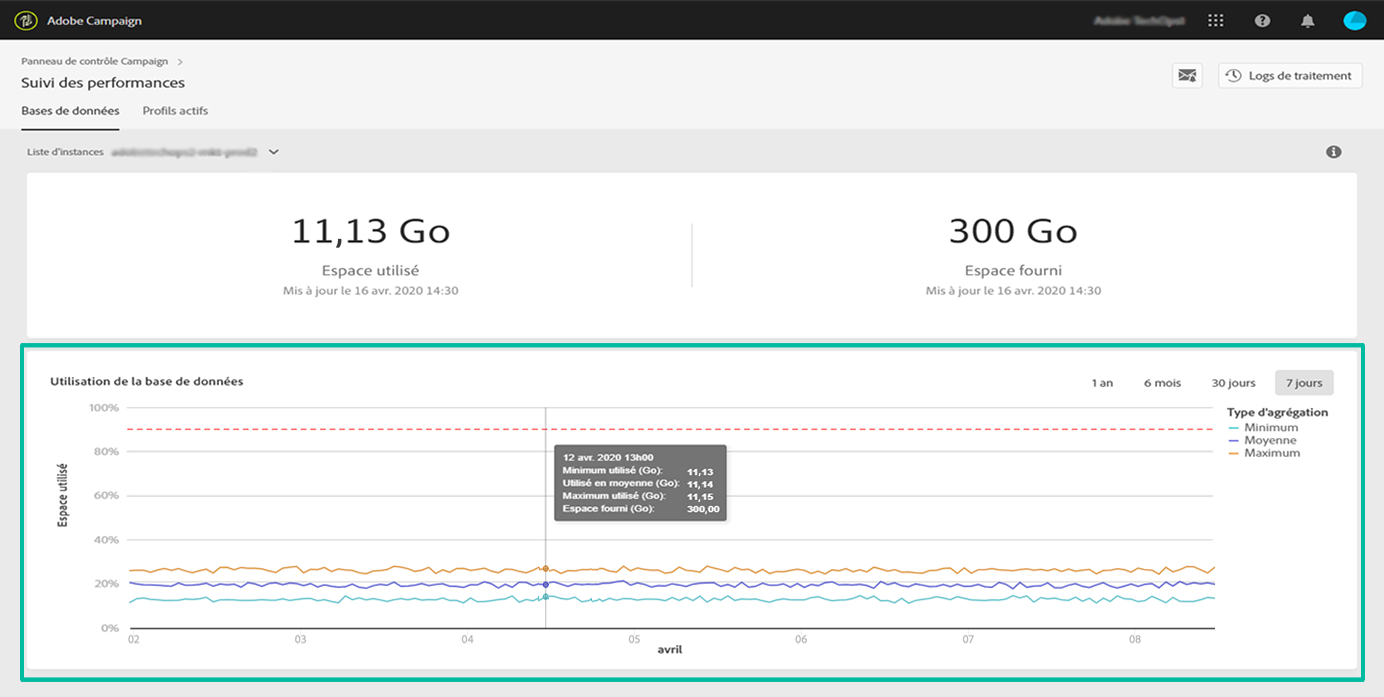 Adobe Campaign
Panneau de contrôle Campaign >
Suivi des performances
Logs de traitement
Bases de données Profils actifs
Liste d'instances
11,13 Go 300 Go
Espace utilisé Espace fourni
Mis à jour le 16 avr. 2020 14:30 Mis à jour le 16 avr. 2020 14:30
Utilisation de la base de données
1 an 6 mois 30 jours 7 jours
Type d'agrégation
Minimum
Moyenne
Maximum
Espace utilisé
100%
80%
60%
40%
20%
0%
12 avr. 2020 13h00
Minimum utilisé (Go): 11,13
Utilisé en moyenne (Go): 11,14
Maximum utilisé (Go): 11,15
Espace fourni (Go): 300,00
02 03 04 05 06 07 08
avril